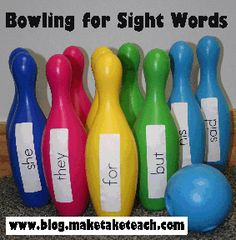 Bowling for Sight Words
she
they
for
but
his
said
www.blog.maketaketeach.com